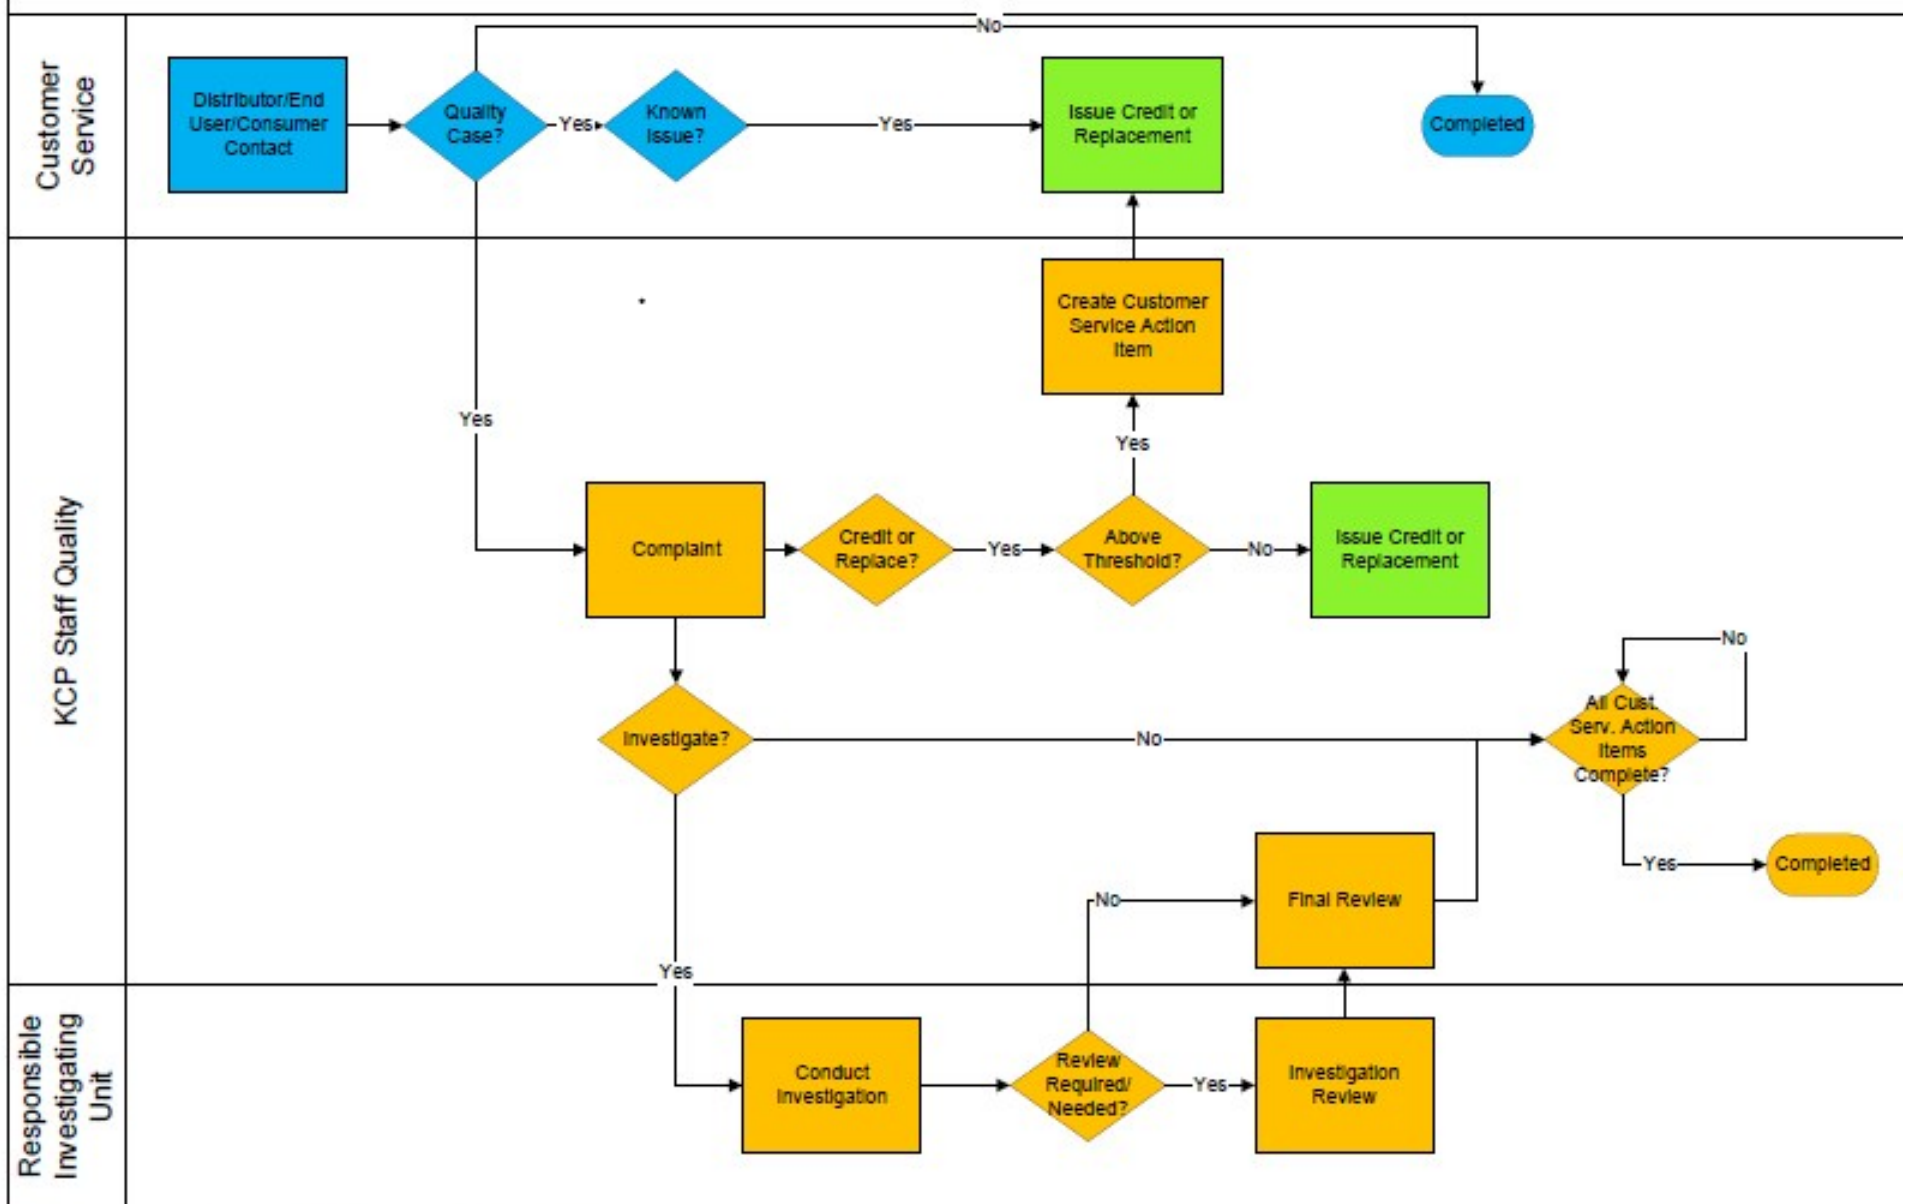 No
Customer
Service
Distributor/End
User/Consumer
Contact
Quality
Case?
Yes
Known
Issue?
Yes
Issue Credit or
Replacement
Completed
KCP Staff Quality
Create Customer
Service Action
Item
Yes
Yes
Complaint
Credit or
Replace?
Yes
Above
Threshold?
No
Issue Credit or
Replacement
No
Investigate?
No
All Cust.
Serv. Action
Items
Complete?
Yes
Completed
No
Final Review
Yes
Responsible
Investigating
Unit
Conduct
Investigation
Review
Required/
Needed?
Yes
Investigation
Review